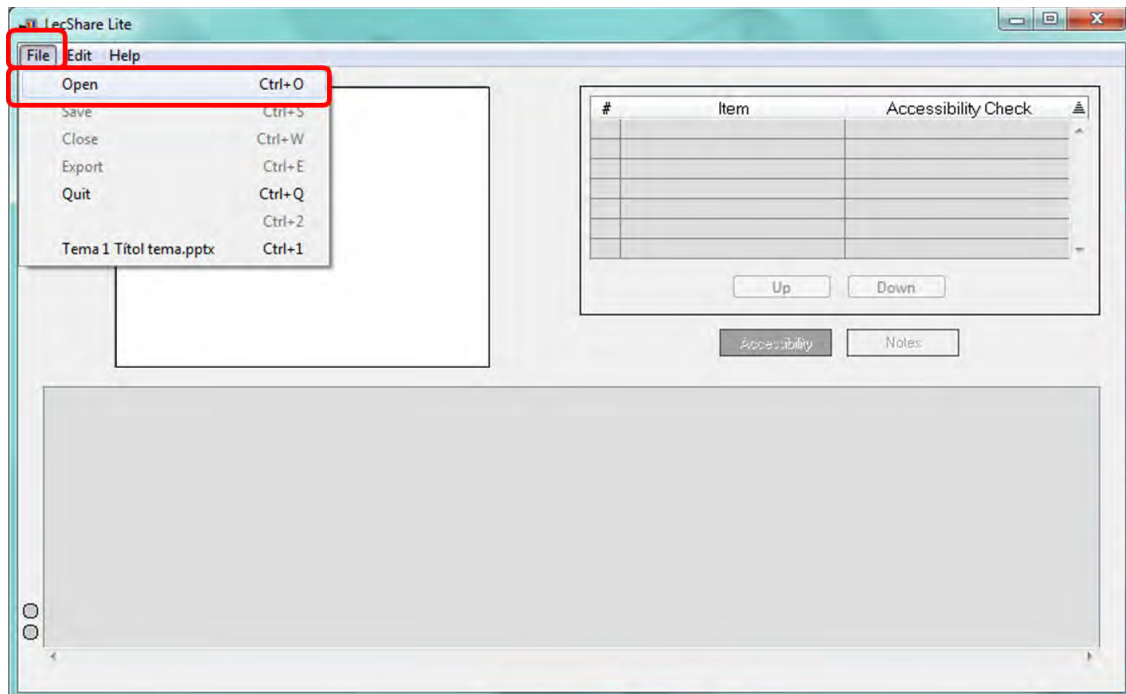 LecShare Lite
File Edit Help
Open Ctrl+O
Save Ctrl+S
Close Ctrl+W
Export Ctrl+E
Quit Ctrl+Q
Ctrl+2
Tema 1 Títol tema.pptx Ctrl+1
# Item Accessibility Check
Up Down
Accessibility Notes